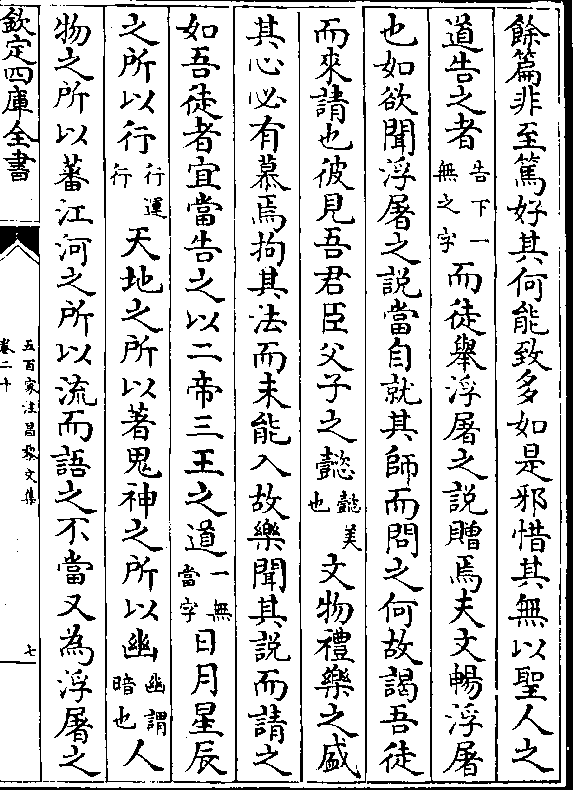 餘篇非至篤好其何能致多如是邪惜其無以聖人之
道告之者告下一無之字而徒舉浮屠之說贈焉夫文暢浮屠
也如欲聞浮屠之說當自就其師而問之何故謁吾徒
而來請也彼見吾君臣父子之懿懿美也文物禮樂之盛
其心必有慕焉拘其法而未能入故樂聞其說而請之
如吾徒者宜當告之以二帝三王之道一無當字日月星辰
之所以行行運行天地之所以著鬼神之所以幽幽謂暗也人
物之所以蕃江河之所以流而語之不當又為浮屠之
欽定四庫全書
五百家注昌黎文集
卷二十
七